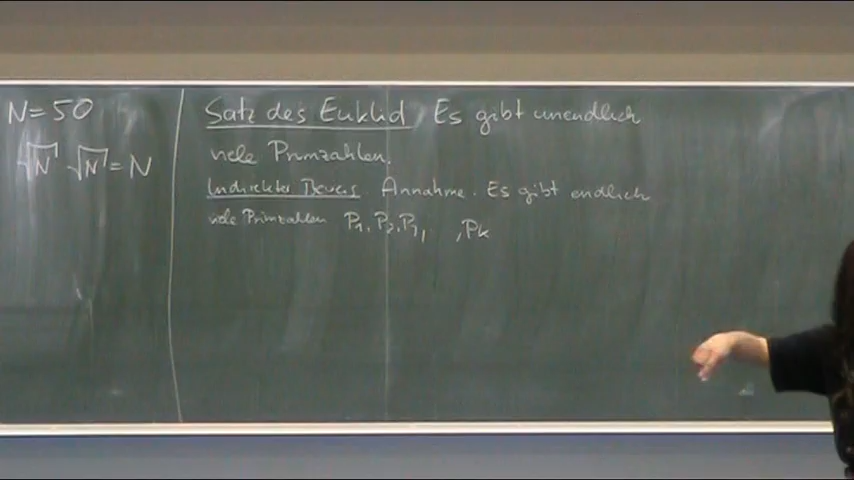 N=50
√N √N = N
Satz des Euklid Es gibt unendlich
viele Primzahlen.
Indirekter Beweis Annahme. Es gibt endlich
viele Primzahlen P1, P2, P3, , Pk